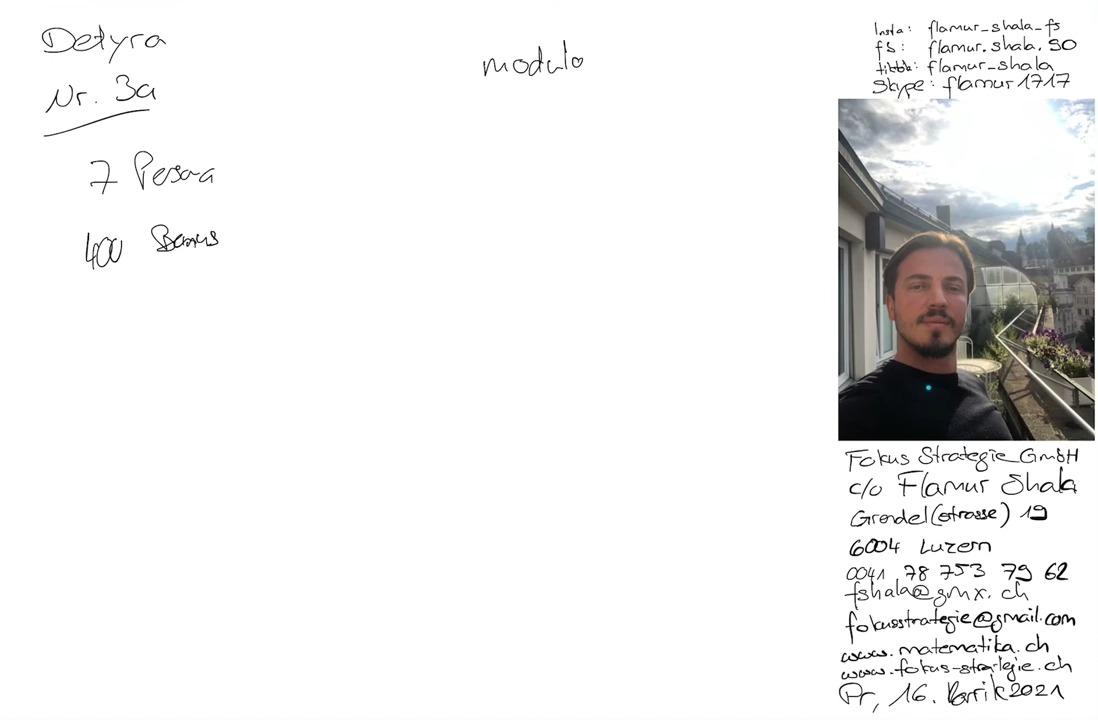 Detyra
Nr. 3a
7 Persona
400 Bonus
modulo
Insta: flamur_shala_fs
fb: flamur.shala.50
tiktok: flamur_shala
Skype: flamur1717
Fokus Strategie GmbH
c/o Flamur Shala
Grendel(strasse) 19
6004 Luzern
0041 78 753 79 62
fshala@gmx.ch
fokusstrategie@gmail.com
www.matematika.ch
www.fokus-strategie.ch
Pr, 16. Korrik 2021